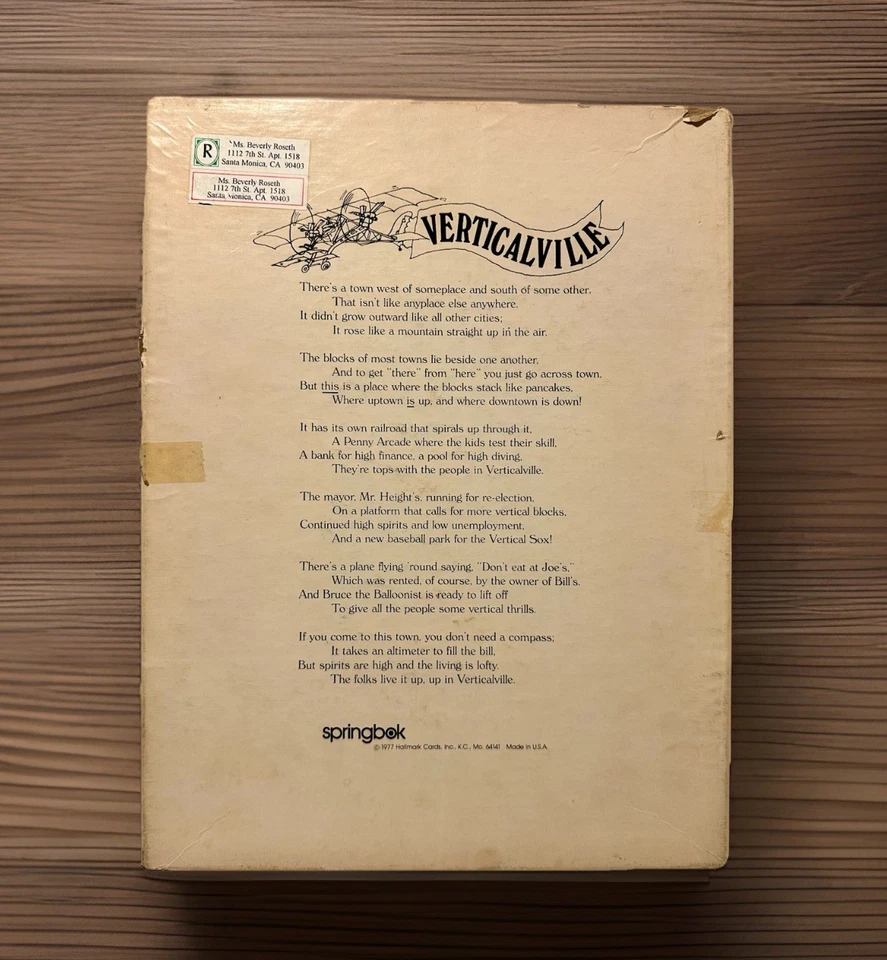 R
Ms. Beverly Roseth
1112 7th St. Apt. 1518
Santa Monica, CA 90403
Ms. Beverly Roseth
1112 7th St. Apt. 1518
Santa Monica, CA 90403
VERTICALVILLE
There's a town west of someplace and south of some other,
That isn't like anyplace else anywhere.
It didn't grow outward like all other cities;
It rose like a mountain straight up in the air.
The blocks of most towns lie beside one another,
And to get "there" from "here" you just go across town.
But this is a place where the blocks stack like pancakes,
Where uptown is up, and where downtown is down!
It has its own railroad that spirals up through it,
A Penny Arcade where the kids test their skill,
A bank for high finance, a pool for high diving,
They're tops with the people in Verticalville.
The mayor, Mr. Height's, running for re-election,
On a platform that calls for more vertical blocks,
Continued high spirits and low unemployment,
And a new baseball park for the Vertical Sox!
There's a plane flying 'round saying, "Don't eat at Joe's,"
Which was rented, of course, by the owner of Bill's.
And Bruce the Balloonist is ready to lift off
To give all the people some vertical thrills.
If you come to this town, you don't need a compass;
It takes an altimeter to fill the bill,
But spirits are high and the living is lofty.
The folks live it up, up in Verticalville.
springbok
© 1977 Hallmark Cards, Inc., K.C., Mo. 64141 Made in U.S.A.